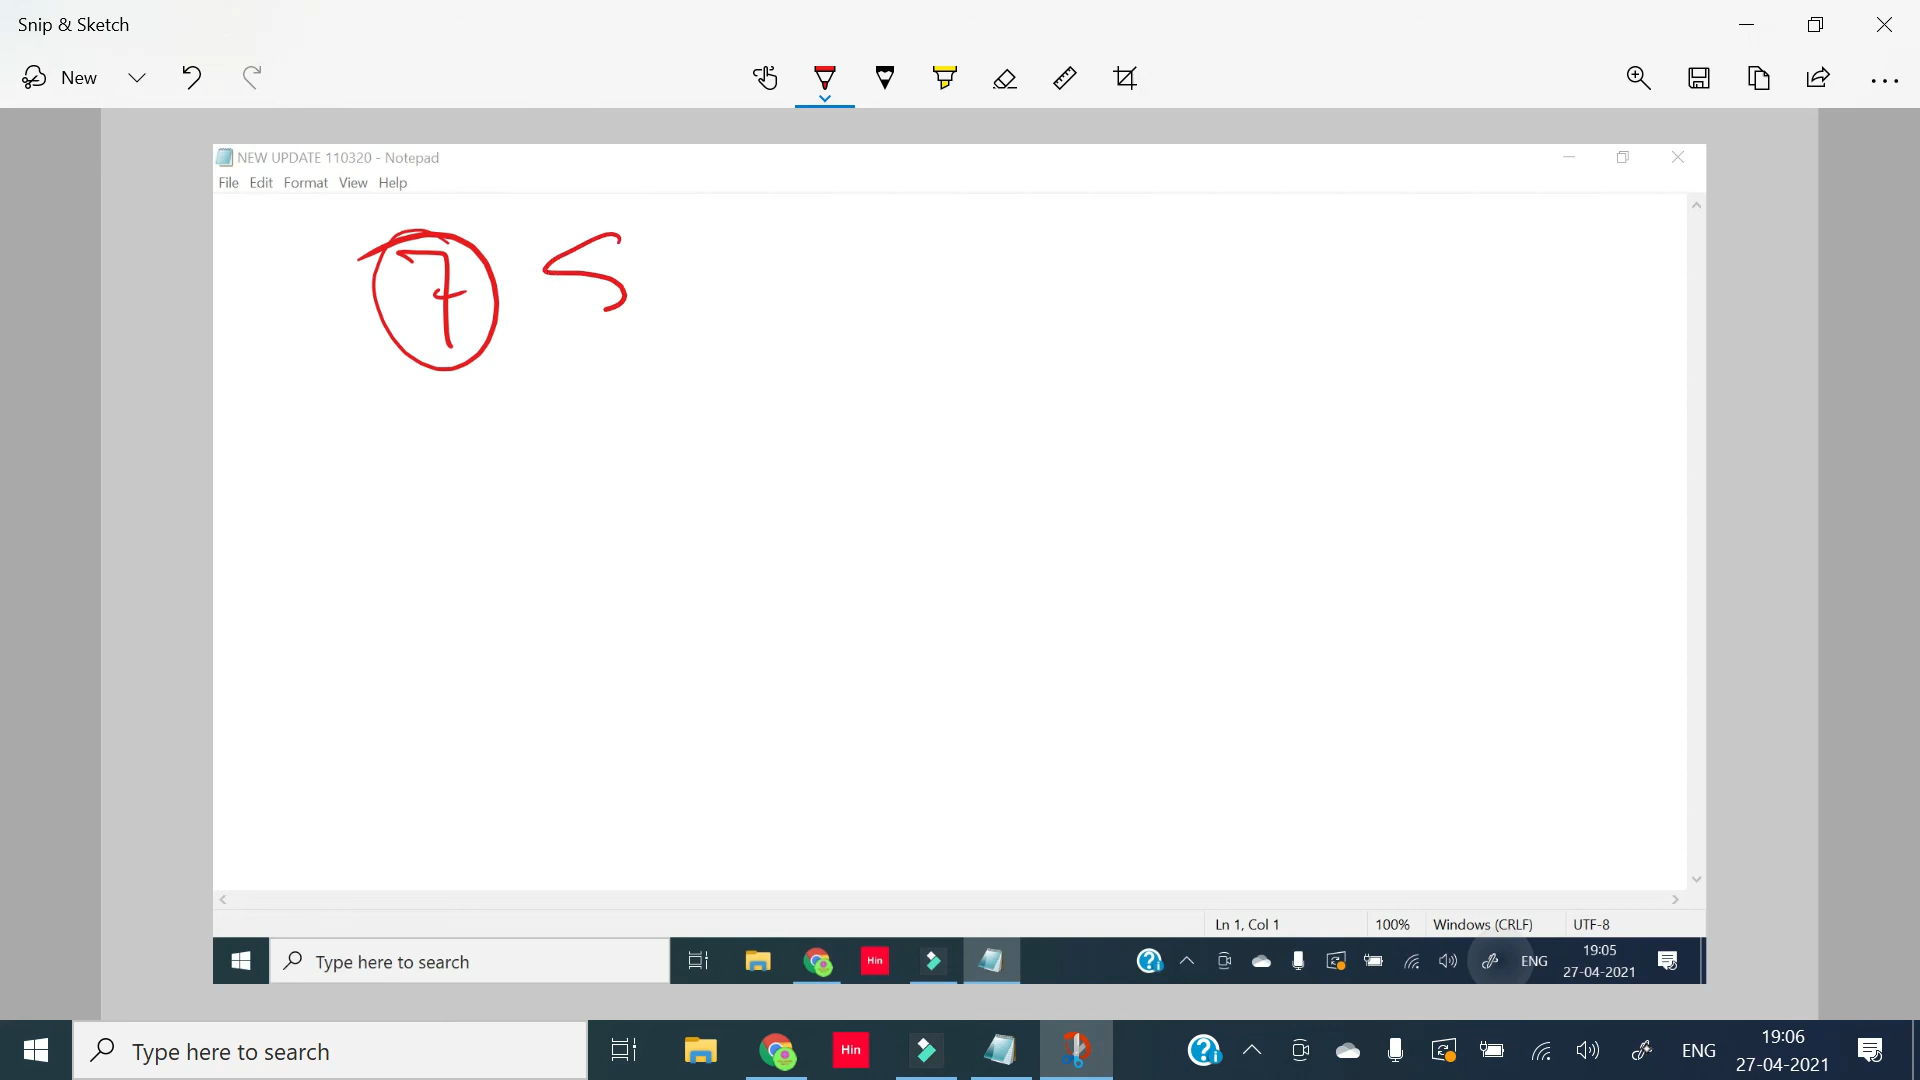 Snip & Sketch
New
NEW UPDATE 110320 - Notepad
File Edit Format View Help
7 S
Ln 1, Col 1 100% Windows (CRLF) UTF-8
Type here to search Hin ENG 19:05
27-04-2021
Type here to search Hin ENG 19:06
27-04-2021